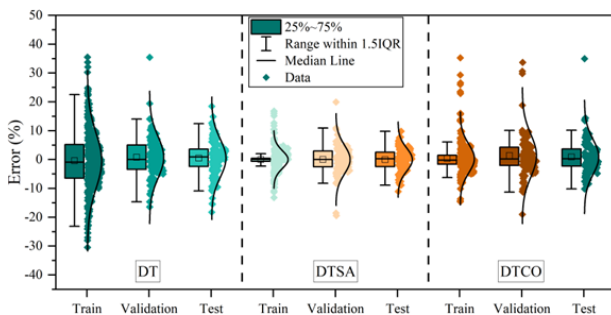 50
40
30
20
10
0
-10
-20
-30
-40
Error (%)
25%~75%
Range within 1.5IQR
Median Line
Data
DT
DTSA
DTCO
Train Validation Test Train Validation Test Train Validation Test